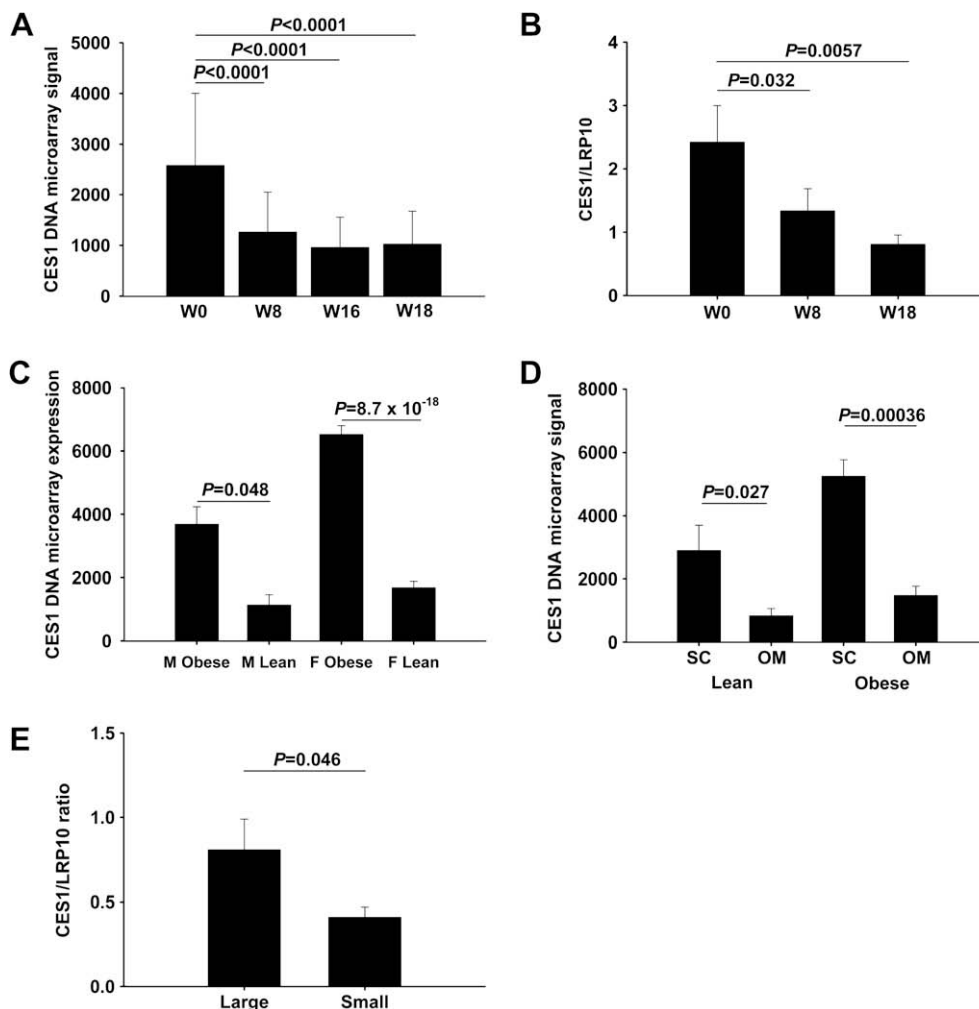 A
CES1 DNA microarray signal
5000
4000
3000
2000
1000
0
P<0.0001
P<0.0001
P<0.0001
W0 W8 W16 W18
B
CES1/LRP10
4
3
2
1
0
P=0.0057
P=0.032
W0 W8 W18
C
CES1 DNA microarray expression
8000
6000
4000
2000
0
P=0.048
P=8.7 x 10⁻¹⁸
M Obese M Lean F Obese F Lean
D
CES1 DNA microarray signal
8000
6000
4000
2000
0
P=0.027
P=0.00036
SC OM SC OM
Lean Obese
E
CES1/LRP10 ratio
1.5
1.0
0.5
0.0
P=0.046
Large Small